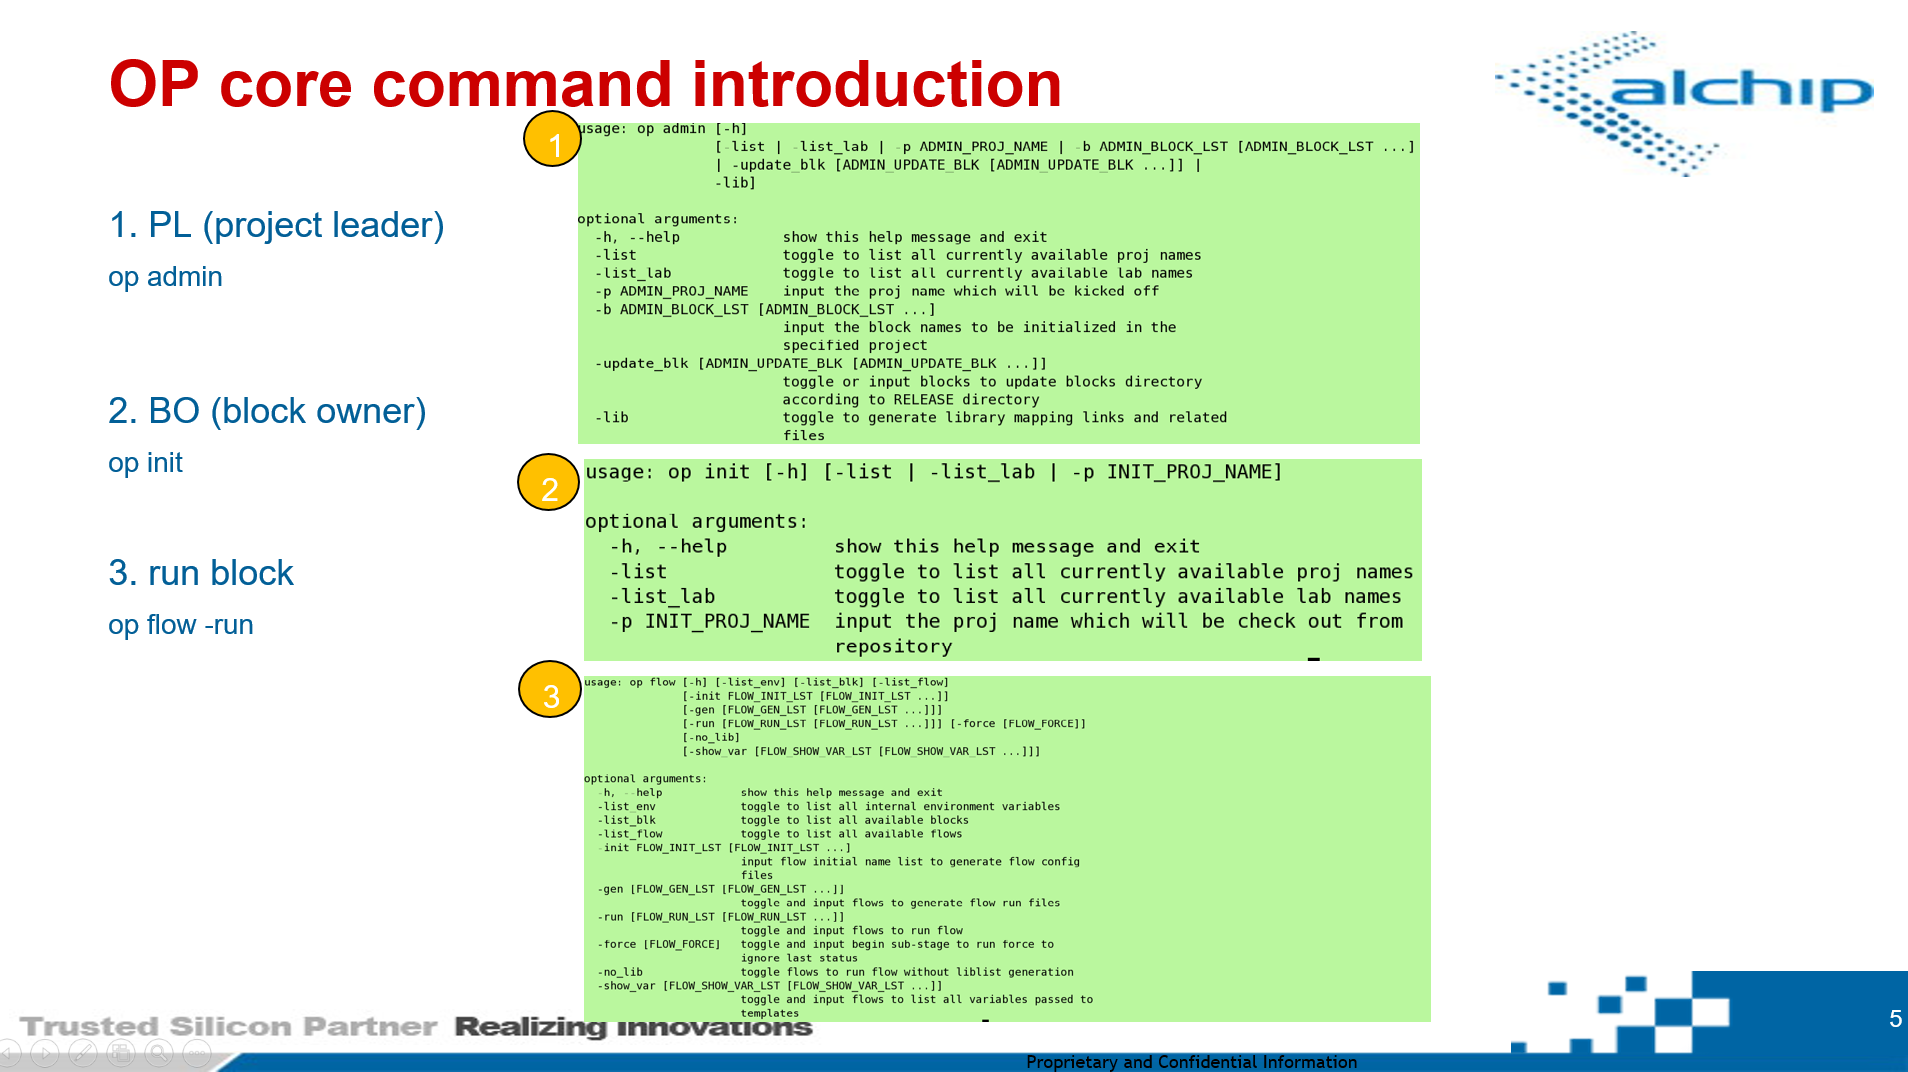 OP core command introduction
alchip
1. PL (project leader)
op admin
2. BO (block owner)
op init
3. run block
op flow -run
1
usage: op admin [-h]
[-list | -list_lab | -p ADMIN_PROJ_NAME | -b ADMIN_BLOCK_LST [ADMIN_BLOCK_LST ...]
| -update_blk [ADMIN_UPDATE_BLK [ADMIN_UPDATE_BLK ...]] |
-lib]
optional arguments:
-h, --help show this help message and exit
-list toggle to list all currently available proj names
-list_lab toggle to list all currently available lab names
-p ADMIN_PROJ_NAME input the proj name which will be kicked off
-b ADMIN_BLOCK_LST [ADMIN_BLOCK_LST ...]
input the block names to be initialized in the
specified project
-update_blk [ADMIN_UPDATE_BLK [ADMIN_UPDATE_BLK ...]]
toggle or input blocks to update blocks directory
according to RELEASE directory
-lib toggle to generate library mapping links and related
files
2
usage: op init [-h] [-list | -list_lab | -p INIT_PROJ_NAME]
optional arguments:
-h, --help show this help message and exit
-list toggle to list all currently available proj names
-list_lab toggle to list all currently available lab names
-p INIT_PROJ_NAME input the proj name which will be check out from
repository
3
usage: op flow [-h] [-list_env] [-list_blk] [-list_flow]
[-init FLOW_INIT_LST [FLOW_INIT_LST ...]]
[-gen [FLOW_GEN_LST [FLOW_GEN_LST ...]]]
[-run [FLOW_RUN_LST [FLOW_RUN_LST ...]]] [-force [FLOW_FORCE]]
[-no_lib]
[-show_var [FLOW_SHOW_VAR_LST [FLOW_SHOW_VAR_LST ...]]]
optional arguments:
-h, --help show this help message and exit
-list_env toggle to list all internal environment variables
-list_blk toggle to list all available blocks
-list_flow toggle to list all available flows
-init FLOW_INIT_LST [FLOW_INIT_LST ...]
input flow initial name list to generate flow config
files
-gen [FLOW_GEN_LST [FLOW_GEN_LST ...]]
toggle and input flows to generate flow run files
-run [FLOW_RUN_LST [FLOW_RUN_LST ...]]
toggle and input flows to run flow
-force [FLOW_FORCE] toggle and input begin sub-stage to run force to
ignore last status
-no_lib toggle flows to run flow without liblist generation
-show_var [FLOW_SHOW_VAR_LST [FLOW_SHOW_VAR_LST ...]]
toggle and input flows to list all variables passed to
templates
Trusted Silicon Partner Realizing Innovations
5
Proprietary and Confidential Information